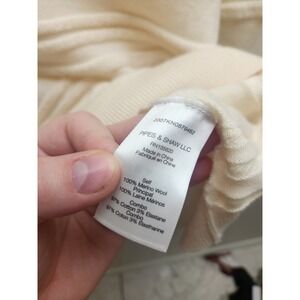 PIPES & SHAW LLC
Made in China
Fabriqué en Chine
Self
100% Merino Wool
Principal
100% Laine Mérinos
Combo
97% Cotton 3% Elastane
Combo
97% Coton 3% Élasthanne